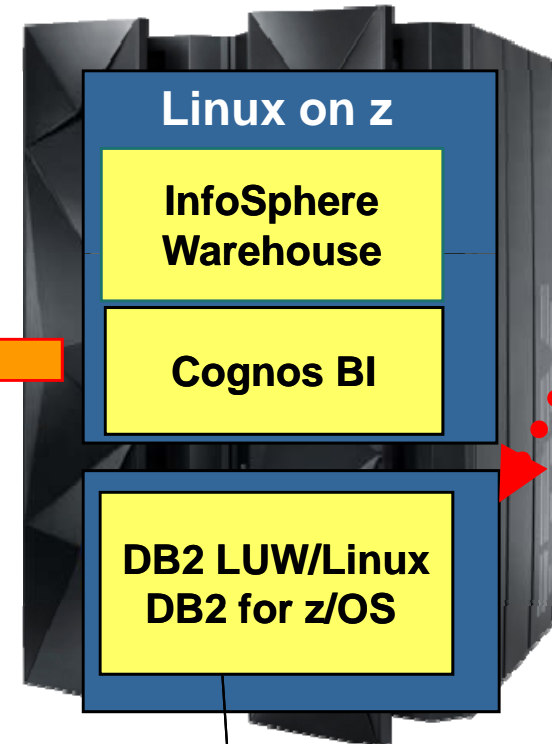 Linux on z
InfoSphere
Warehouse
Cognos BI
DB2 LUW/Linux
DB2 for z/OS